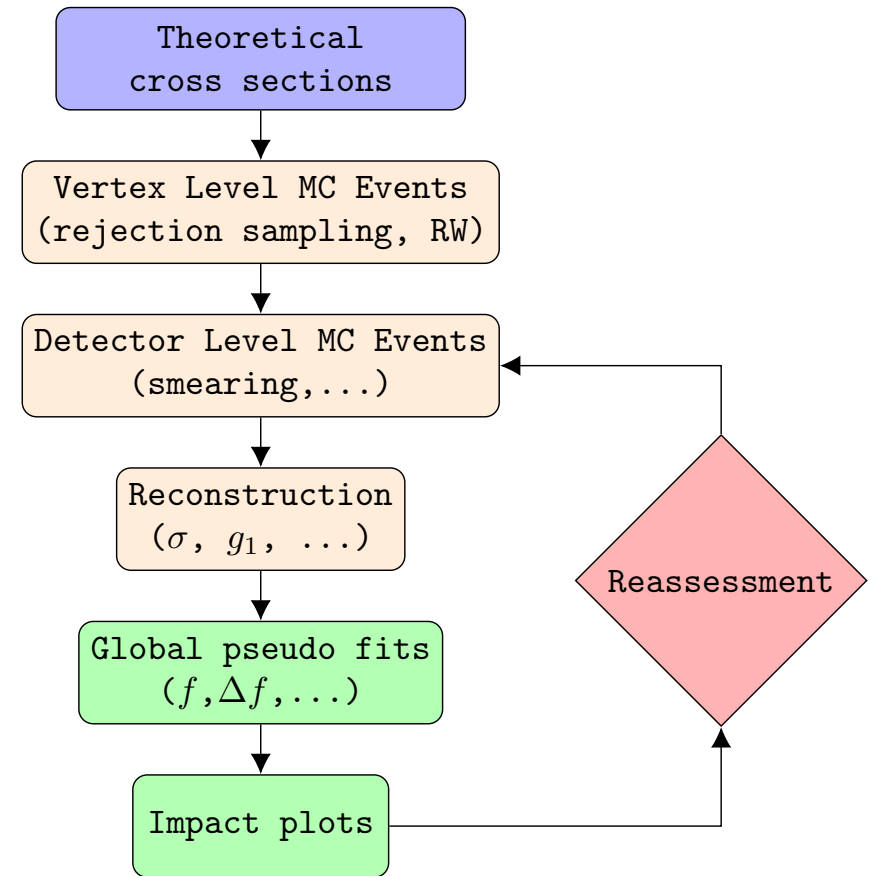 Theoretical
cross sections
Vertex Level MC Events
(rejection sampling, RW)
Detector Level MC Events
(smearing,...)
Reconstruction
(σ, g₁, ...)
Reassessment
Global pseudo fits
(f,Δf,...)
Impact plots